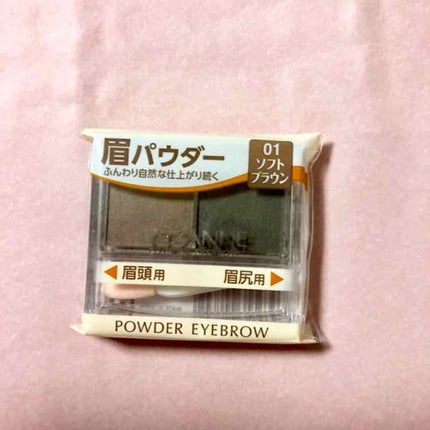 眉パウダー
ふんわり自然な仕上がり続く
01
ソフト
ブラウン
CEZANNE
眉頭用
眉尻用
POWDER EYEBROW